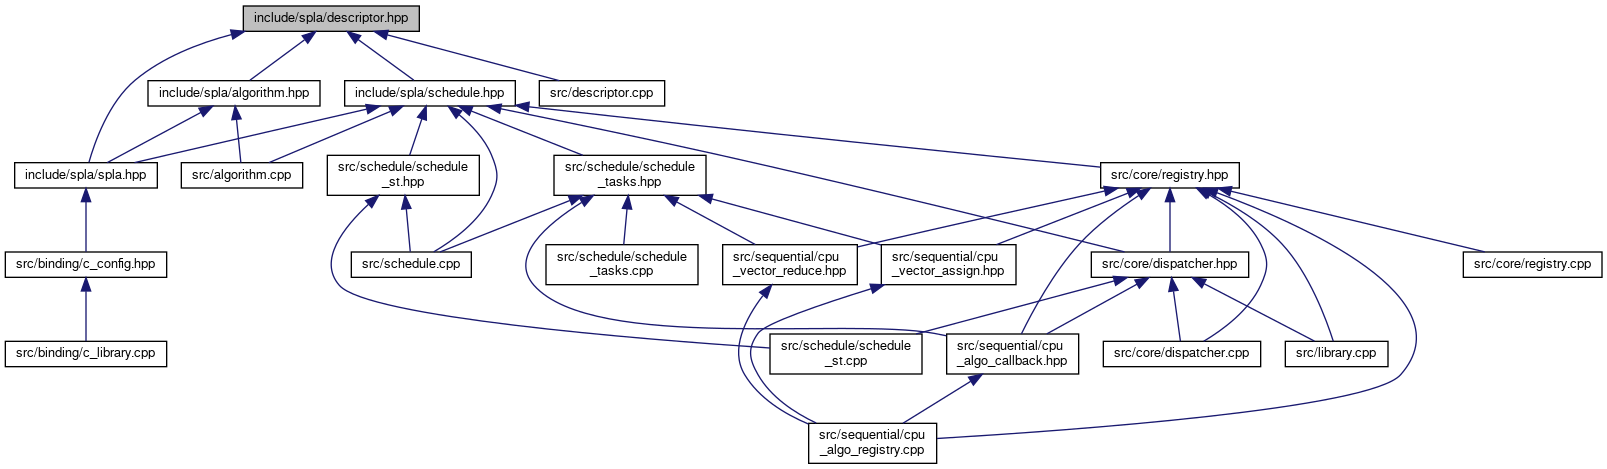 include/spla/descriptor.hpp
include/spla/algorithm.hpp
include/spla/schedule.hpp
src/descriptor.cpp
include/spla/spla.hpp
src/algorithm.cpp
src/schedule/schedule
_st.hpp
src/schedule/schedule
_tasks.hpp
src/core/registry.hpp
src/binding/c_config.hpp
src/schedule.cpp
src/schedule/schedule
_tasks.cpp
src/sequential/cpu
_vector_reduce.hpp
src/sequential/cpu
_vector_assign.hpp
src/core/dispatcher.hpp
src/core/registry.cpp
src/binding/c_library.cpp
src/schedule/schedule
_st.cpp
src/sequential/cpu
_algo_callback.hpp
src/core/dispatcher.cpp
src/library.cpp
src/sequential/cpu
_algo_registry.cpp